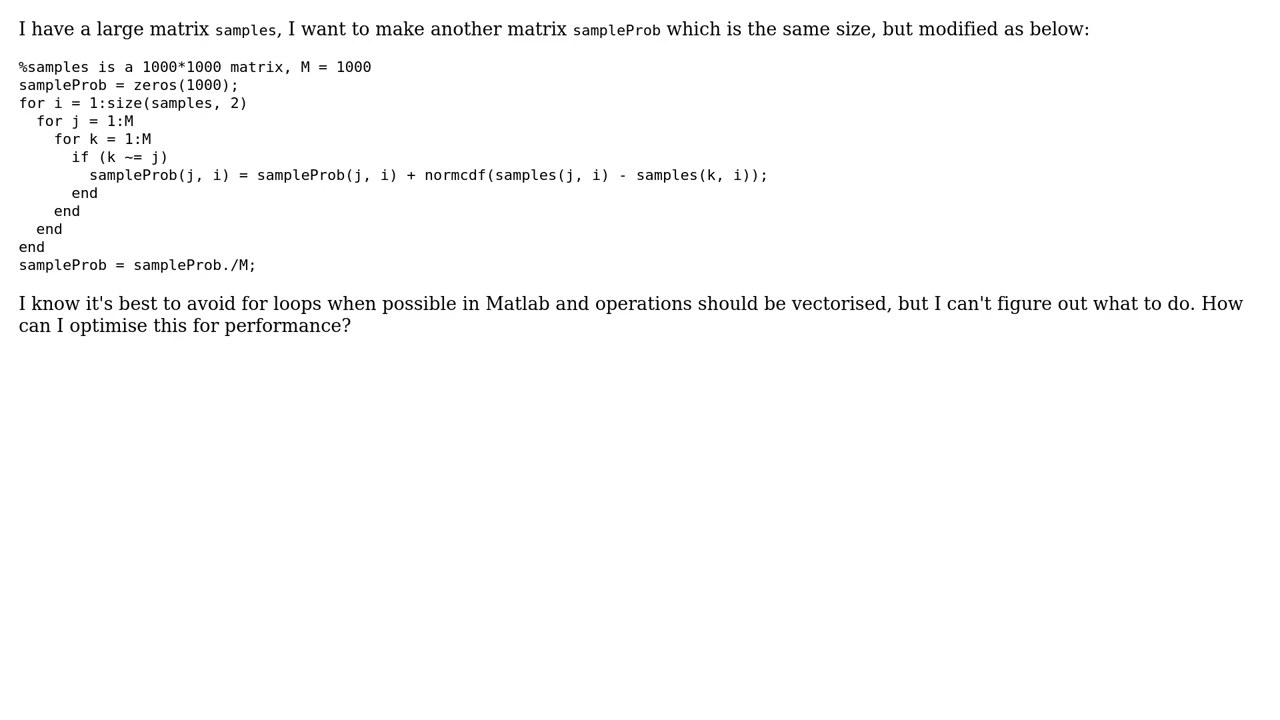 I have a large matrix samples, I want to make another matrix sampleProb which is the same size, but modified as below:
%samples is a 1000*1000 matrix, M = 1000
sampleProb = zeros(1000);
for i = 1:size(samples, 2)
  for j = 1:M
    for k = 1:M
      if (k ~= j)
        sampleProb(j, i) = sampleProb(j, i) + normcdf(samples(j, i) - samples(k, i));
      end
    end
  end
end
sampleProb = sampleProb./M;
I know it's best to avoid for loops when possible in Matlab and operations should be vectorised, but I can't figure out what to do. How
can I optimise this for performance?